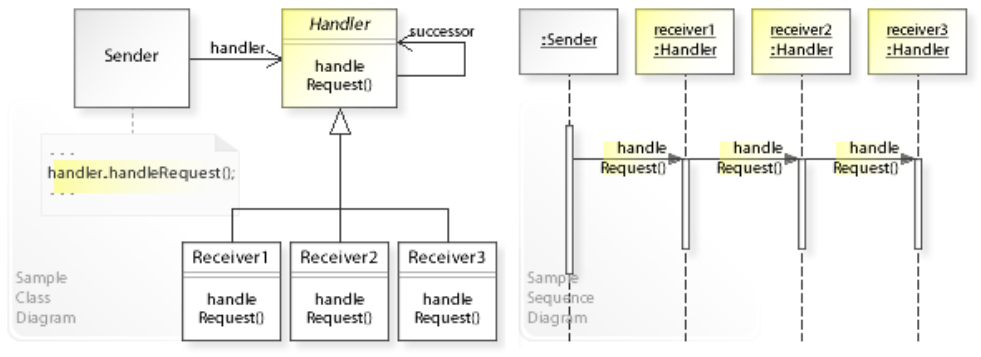 Sender
handler
Handler
handle
Request()
successor
. . .
handler.handleRequest();
. . .
Receiver1
handle
Request()
Receiver2
handle
Request()
Receiver3
handle
Request()
Sample
Class
Diagram
:Sender
receiver1
:Handler
receiver2
:Handler
receiver3
:Handler
handle
Request()
handle
Request()
handle
Request()
Sample
Sequence
Diagram